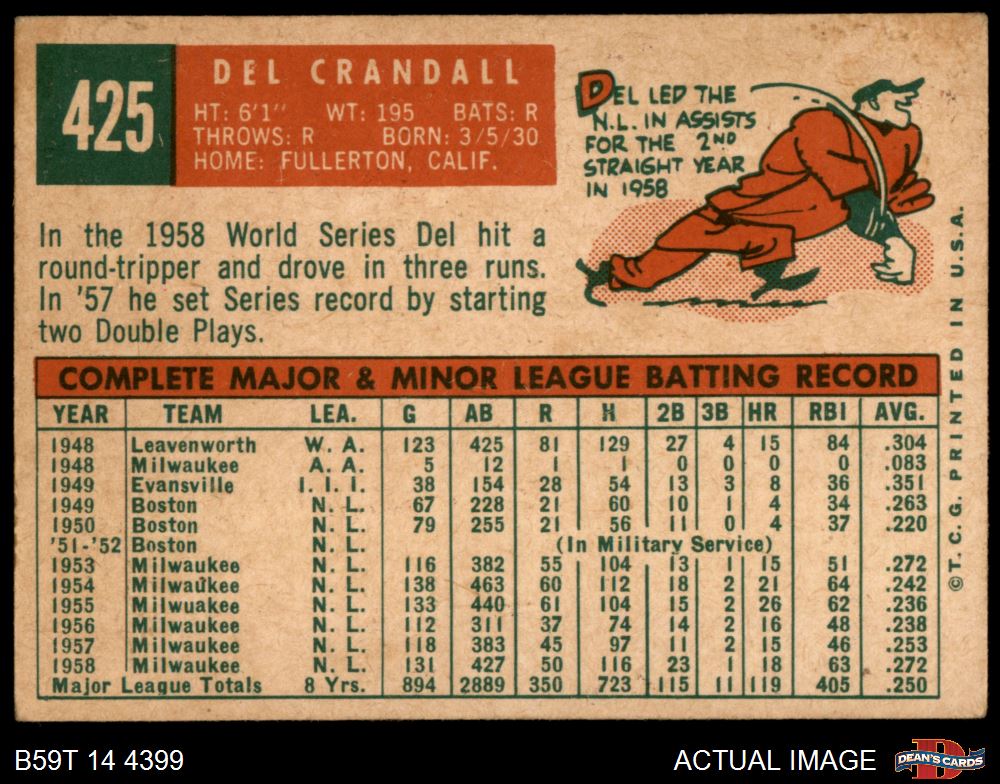 425
DEL CRANDALL
HT: 6'1" WT: 195 BATS: R
THROWS: R BORN: 3/5/30
HOME: FULLERTON, CALIF.
DEL LED THE
N.L. IN ASSISTS
FOR THE 2ND
STRAIGHT YEAR
IN 1958
In the 1958 World Series Del hit a
round-tripper and drove in three runs.
In '57 he set Series record by starting
two Double Plays.
COMPLETE MAJOR & MINOR LEAGUE BATTING RECORD
YEAR TEAM LEA. G AB R H 2B 3B HR RBI AVG.
1948 Leavenworth W. A. 123 425 81 129 27 4 15 84 .304
1948 Milwaukee A. A. 5 12 1 1 0 0 0 0 .083
1949 Evansville I. I. I. 38 154 28 54 13 3 8 36 .351
1949 Boston N. L. 67 228 21 60 10 1 4 34 .263
1950 Boston N. L. 79 255 21 56 11 0 4 37 .220
'51-'52 Boston N. L. (In Military Service)
1953 Milwaukee N. L. 116 382 55 104 13 1 15 51 .272
1954 Milwaukee N. L. 138 463 60 112 18 2 21 64 .242
1955 Milwuakee N. L. 133 440 61 104 15 2 26 62 .236
1956 Milwaukee N. L. 112 311 37 74 14 2 16 48 .238
1957 Milwaukee N. L. 118 383 45 97 11 2 15 46 .253
1958 Milwaukee N. L. 131 427 50 116 23 1 18 63 .272
Major League Totals 8 Yrs. 894 2889 350 723 115 11 119 405 .250
©T.C.G. PRINTED IN U.S.A.
B59T 14 4399
ACTUAL IMAGE
DEAN'S CARDS